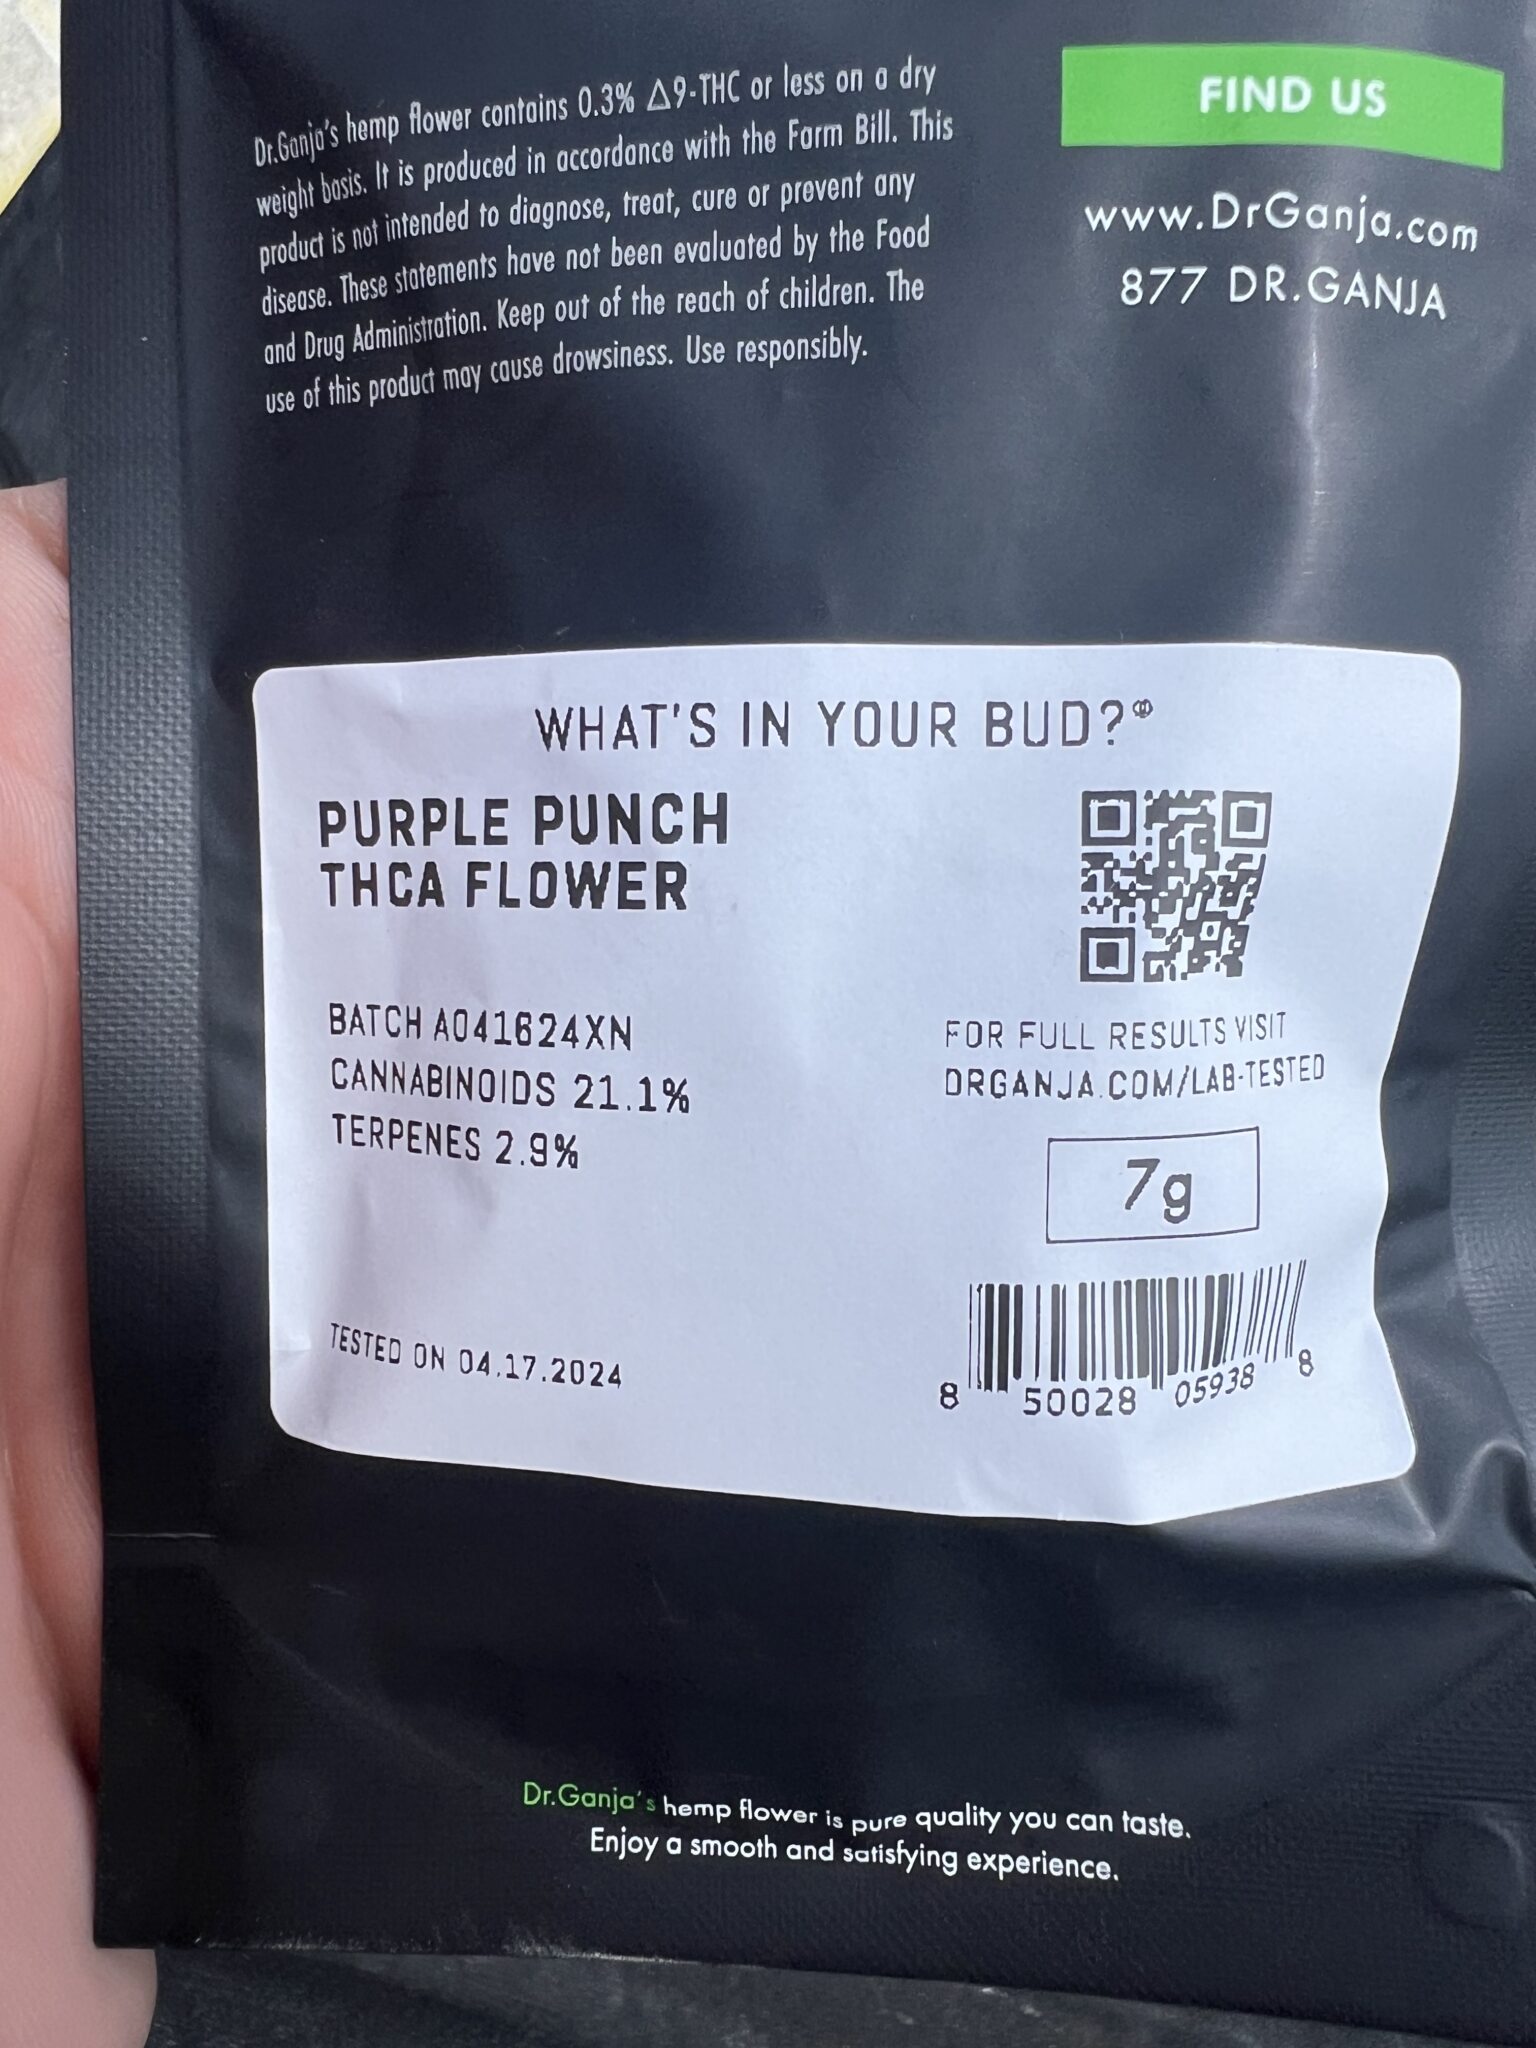 Dr.Ganja's hemp flower contains 0.3% Δ9-THC or less on a dry
weight basis. It is produced in accordance with the Farm Bill. This
product is not intended to diagnose, treat, cure or prevent any
disease. These statements have not been evaluated by the Food
and Drug Administration. Keep out of the reach of children. The
use of this product may cause drowsiness. Use responsibly.
FIND US
www.DrGanja.com
877 DR.GANJA
WHAT'S IN YOUR BUD?®
PURPLE PUNCH
THCA FLOWER
BATCH A041624XN
CANNABINOIDS 21.1%
TERPENES 2.9%
TESTED ON 04.17.2024
FOR FULL RESULTS VISIT
DRGANJA.COM/LAB-TESTED
7g
8 50028 05938 8
Dr.Ganja's hemp flower is pure quality you can taste.
Enjoy a smooth and satisfying experience.